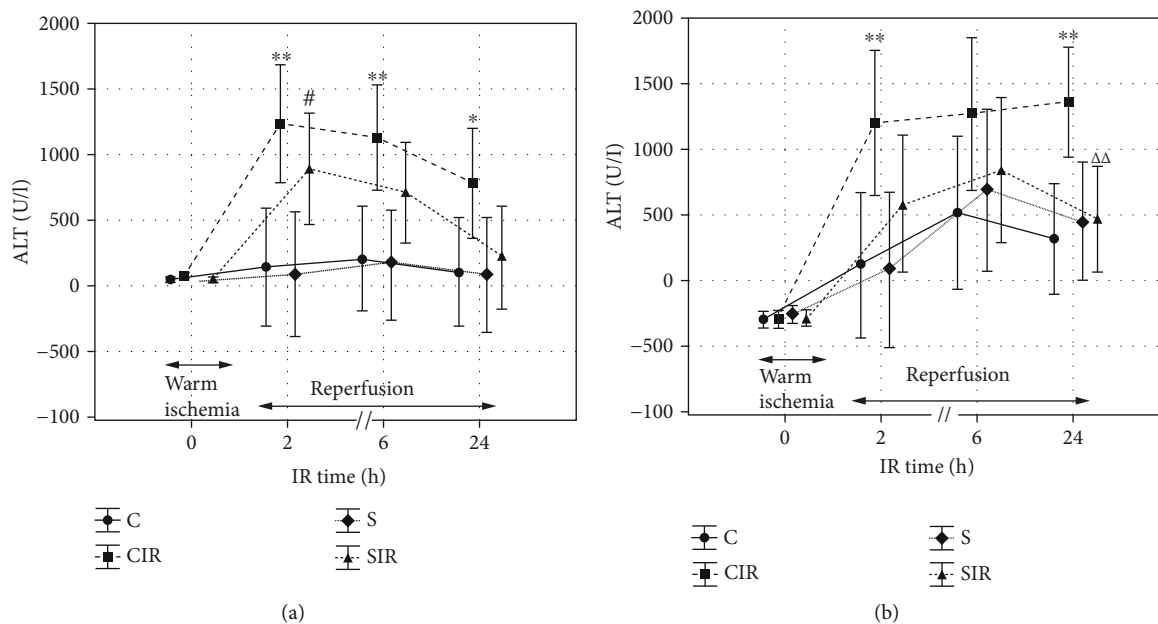 2000
1500
1000
500
0
−500
−100
ALT (U/l)
**
#
**
*
Warm
ischemia
Reperfusion
//
0
2
6
24
IR time (h)
C
S
CIR
SIR
(a)
2000
1500
1000
500
0
−500
−100
ALT (U/l)
**
**
ΔΔ
Warm
ischemia
Reperfusion
//
0
2
6
24
IR time (h)
C
S
CIR
SIR
(b)